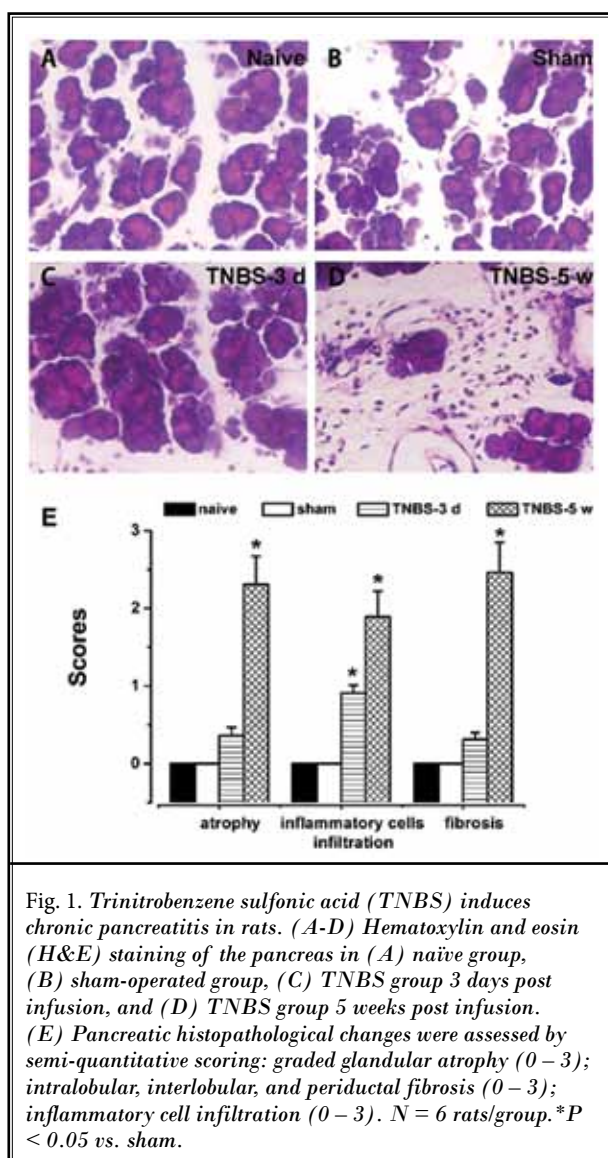 A Naive
B Sham
C TNBS-3 d
D TNBS-5 w
E
naive sham TNBS-3 d TNBS-5 w
3
*
*
*
2
*
1
0
Scores
atrophy inflammatory cells infiltration fibrosis
Fig. 1. Trinitrobenzene sulfonic acid (TNBS) induces
chronic pancreatitis in rats. (A-D) Hematoxylin and eosin
(H&E) staining of the pancreas in (A) naïve group,
(B) sham-operated group, (C) TNBS group 3 days post
infusion, and (D) TNBS group 5 weeks post infusion.
(E) Pancreatic histopathological changes were assessed by
semi-quantitative scoring: graded glandular atrophy (0 – 3);
intralobular, interlobular, and periductal fibrosis (0 – 3);
inflammatory cell infiltration (0 – 3). N = 6 rats/group.*P
< 0.05 vs. sham.